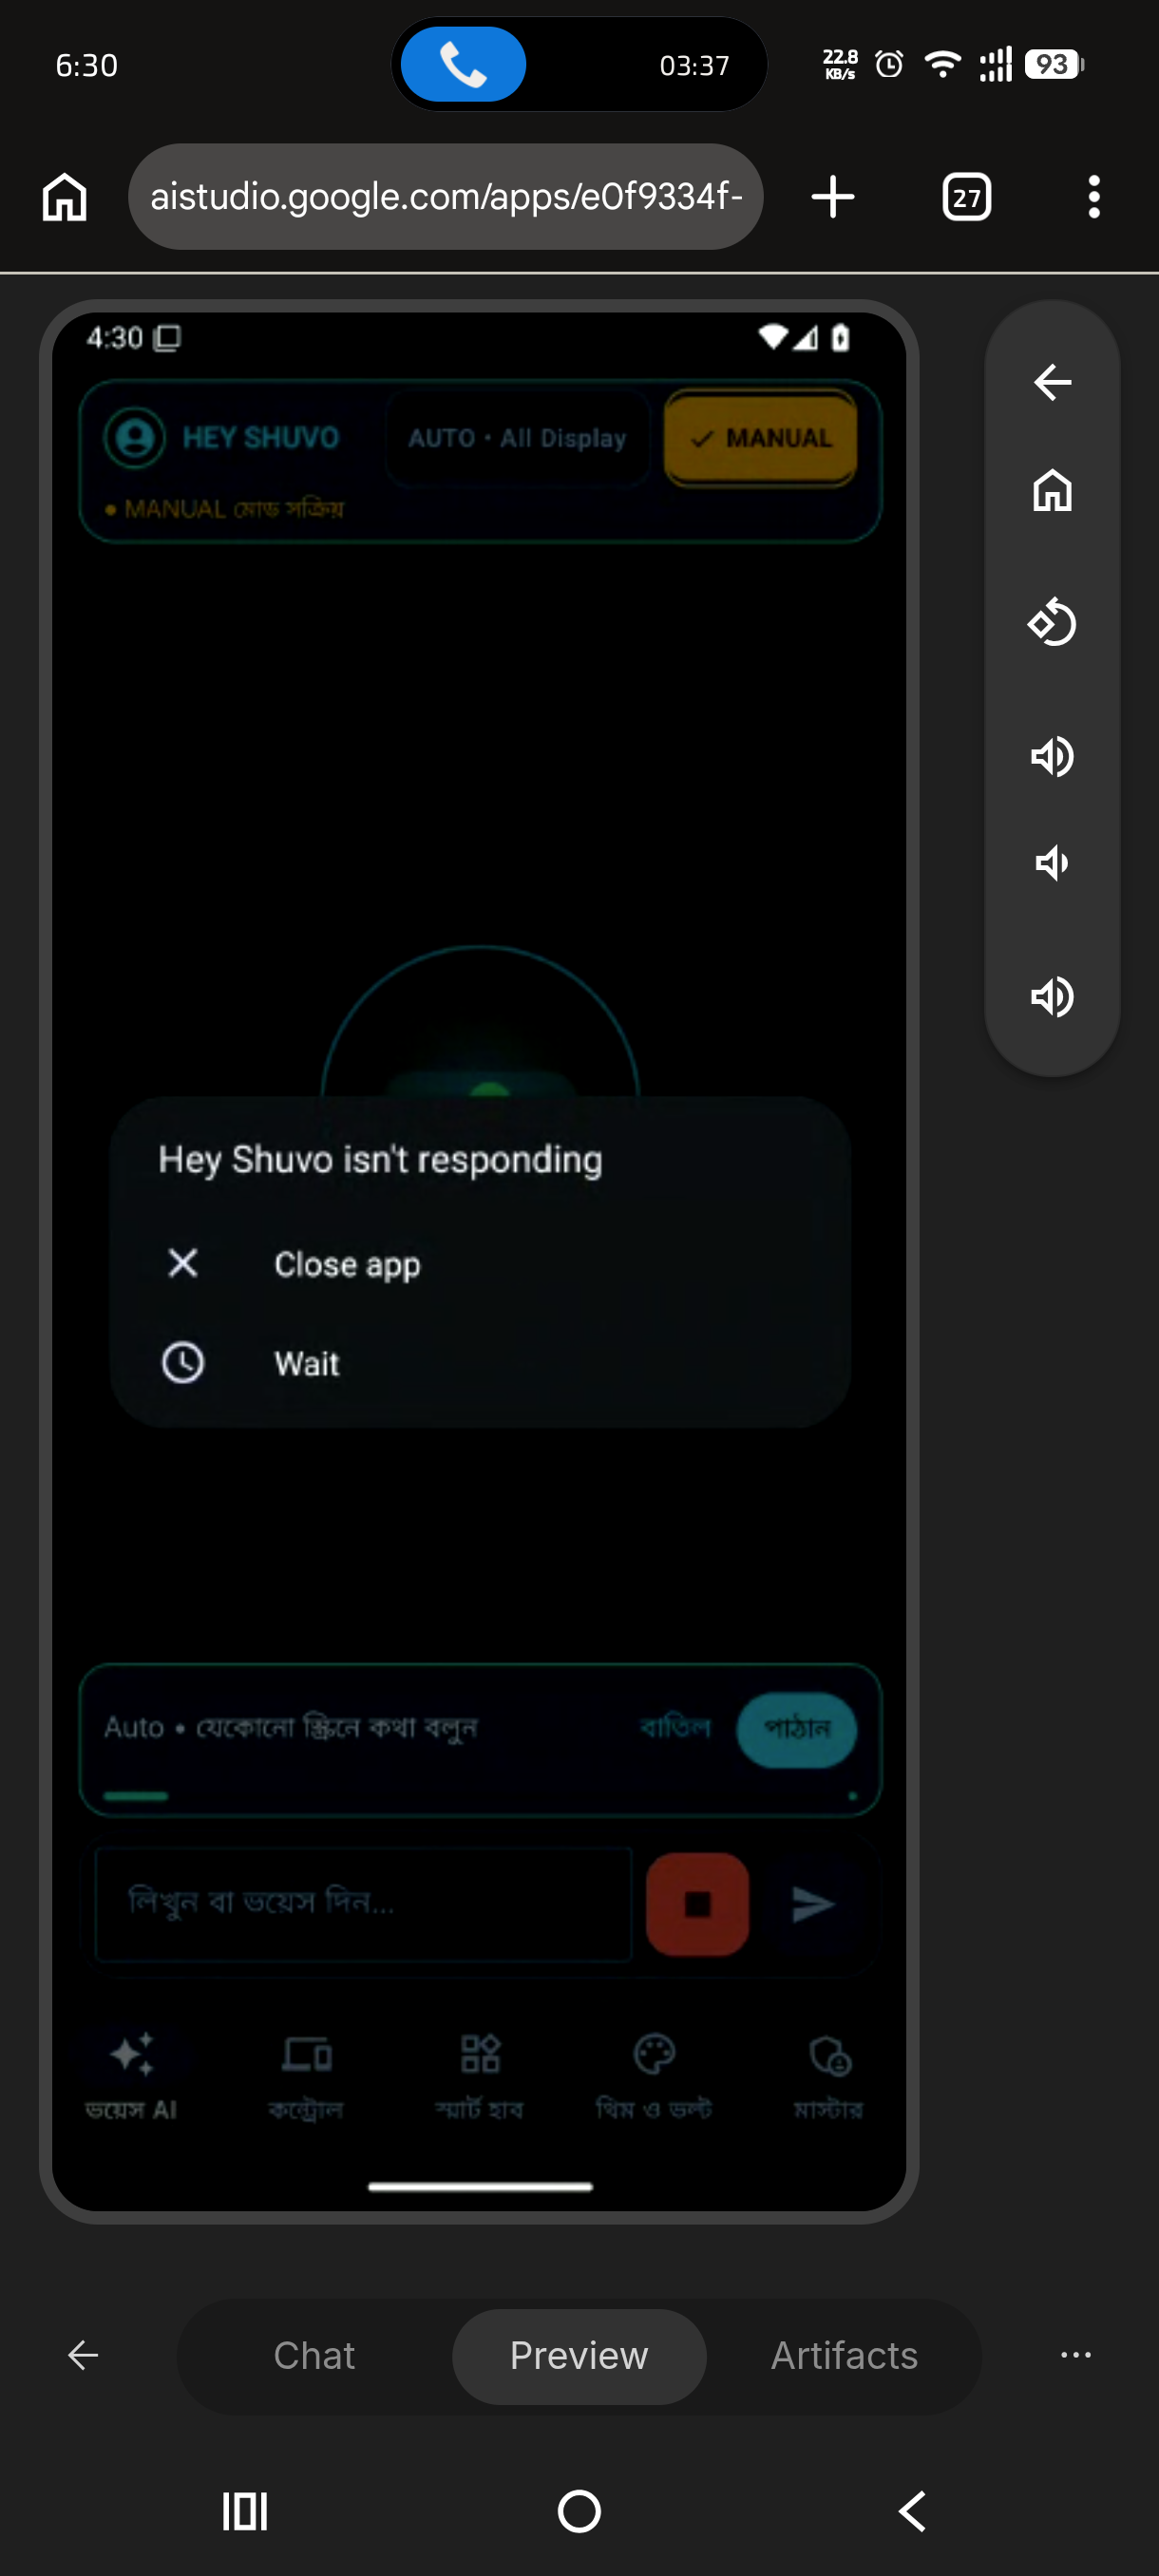 6:30
03:37
22.8
KB/s
93
aistudio.google.com/apps/e0f9334f-
27
4:30
HEY SHUVO
AUTO • All Display
MANUAL
• MANUAL মোড সক্রিয়
Hey Shuvo isn't responding
Close app
Wait
Auto • যেকোনো স্ক্রিনে কথা বলুন
বাতিল
পাঠান
লিখুন বা ভয়েস দিন...
ভয়েস AI
কন্ট্রোল
স্মার্ট হাব
থিম ও ভল্ট
মাস্টার
Chat
Preview
Artifacts